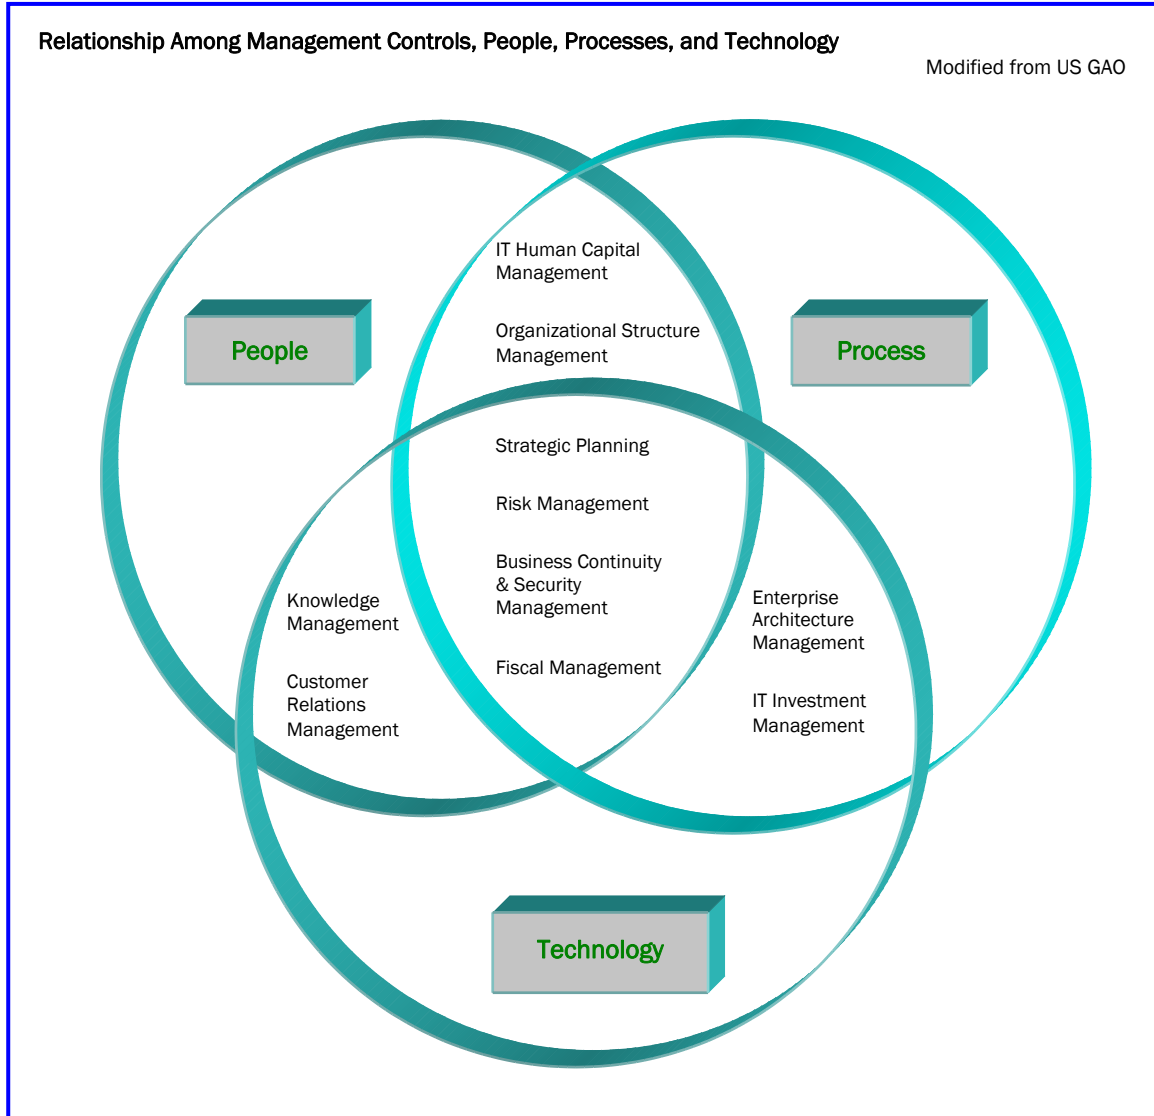 Relationship Among Management Controls, People, Processes, and Technology
Modified from US GAO
IT Human Capital
Management
Organizational Structure
Management
People
Process
Strategic Planning
Risk Management
Business Continuity
& Security
Management
Fiscal Management
Knowledge
Management
Customer
Relations
Management
Enterprise
Architecture
Management
IT Investment
Management
Technology